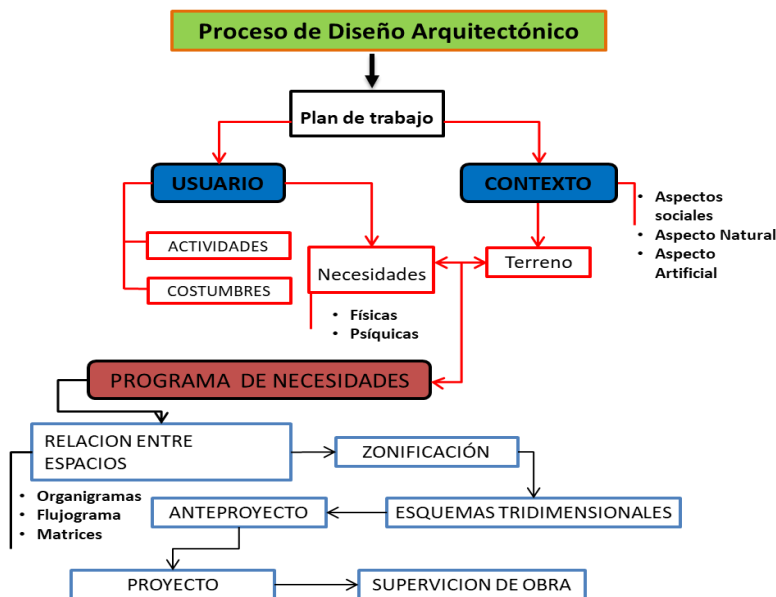 Proceso de Diseño Arquitectónico
Plan de trabajo
USUARIO
CONTEXTO
• Aspectos
sociales
• Aspecto Natural
• Aspecto
Artificial
ACTIVIDADES
COSTUMBRES
Necesidades
Terreno
• Físicas
• Psíquicas
PROGRAMA DE NECESIDADES
RELACION ENTRE
ESPACIOS
ZONIFICACIÓN
• Organigramas
• Flujograma
• Matrices
ANTEPROYECTO
ESQUEMAS TRIDIMENSIONALES
PROYECTO
SUPERVICION DE OBRA